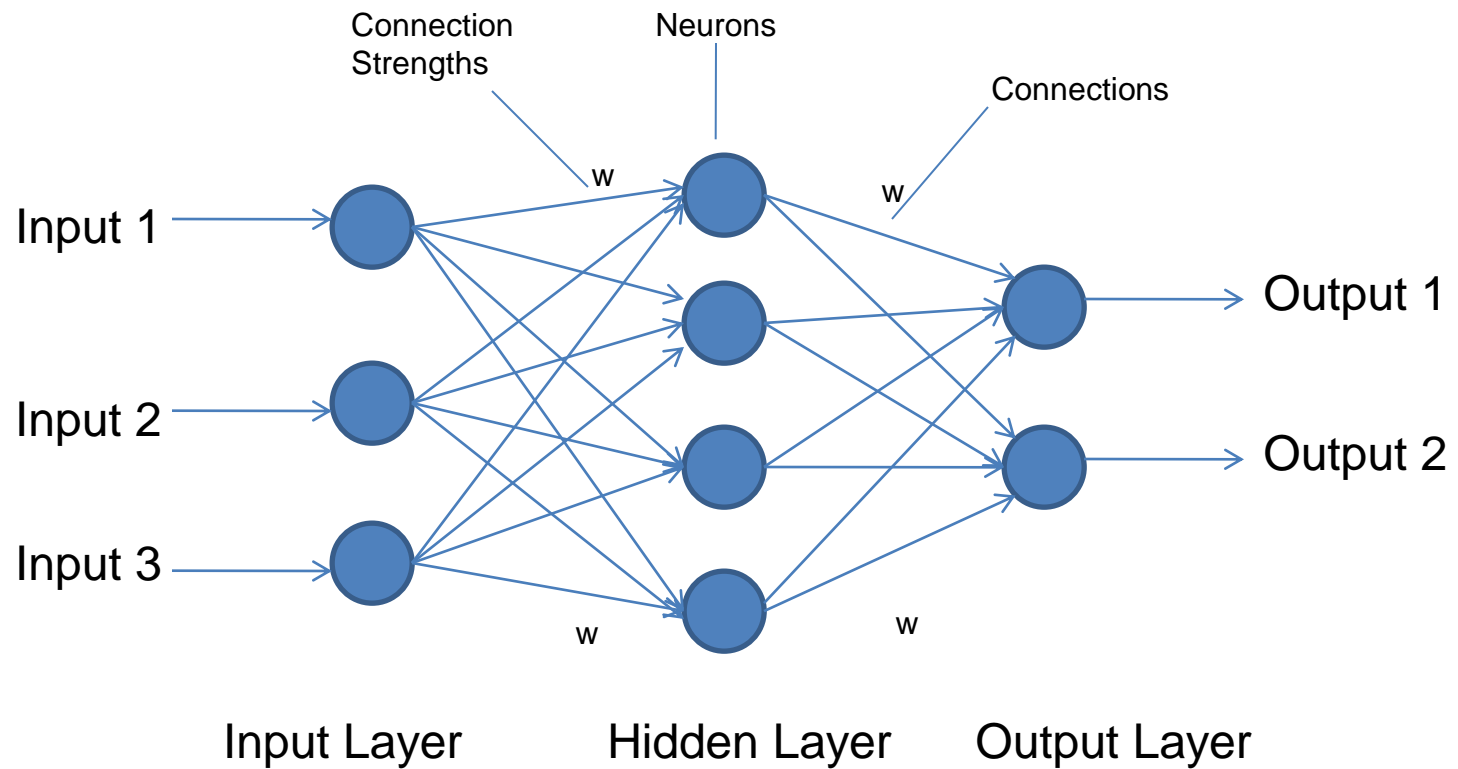 Connection
Strengths
Neurons
Connections
w
w
Input 1
Output 1
Input 2
Output 2
Input 3
w
w
Input Layer
Hidden Layer
Output Layer